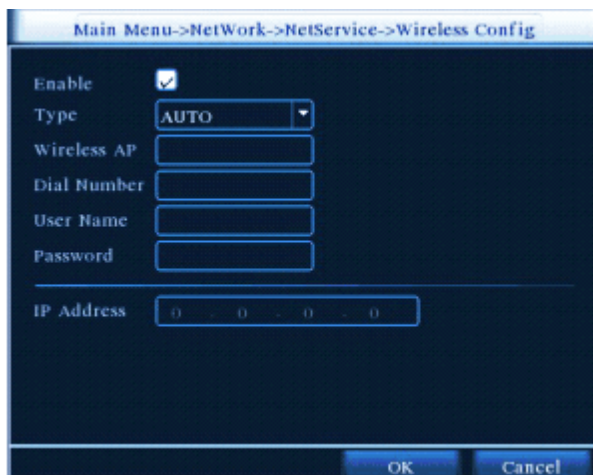 Main Menu->NetWork->NetService->Wireless Config
Enable
Type AUTO
Wireless AP
Dial Number
User Name
Password
IP Address 0 . 0 . 0 . 0
OK Cancel